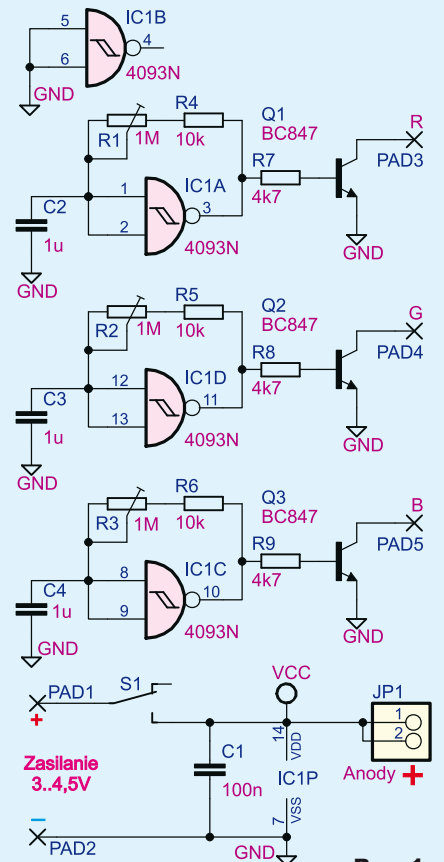 IC1B
5
4
6
4093N
GND
R4
Q1
BC847
R
R1
1M
10k
R7
PAD3
IC1A
C2
1
3
4k7
2
1u
4093N
GND
GND
R5
Q2
BC847
G
R2
1M
10k
R8
PAD4
IC1D
C3
12
11
4k7
13
1u
4093N
GND
GND
R6
Q3
BC847
B
R3
1M
10k
R9
PAD5
IC1C
C4
8
10
4k7
9
1u
4093N
GND
GND
S1
VCC
PAD1
JP1
+
1
14
VDD
2
Zasilanie
C1
3..4,5V
IC1P
Anody +
100n
7
VSS
–
PAD2
GND